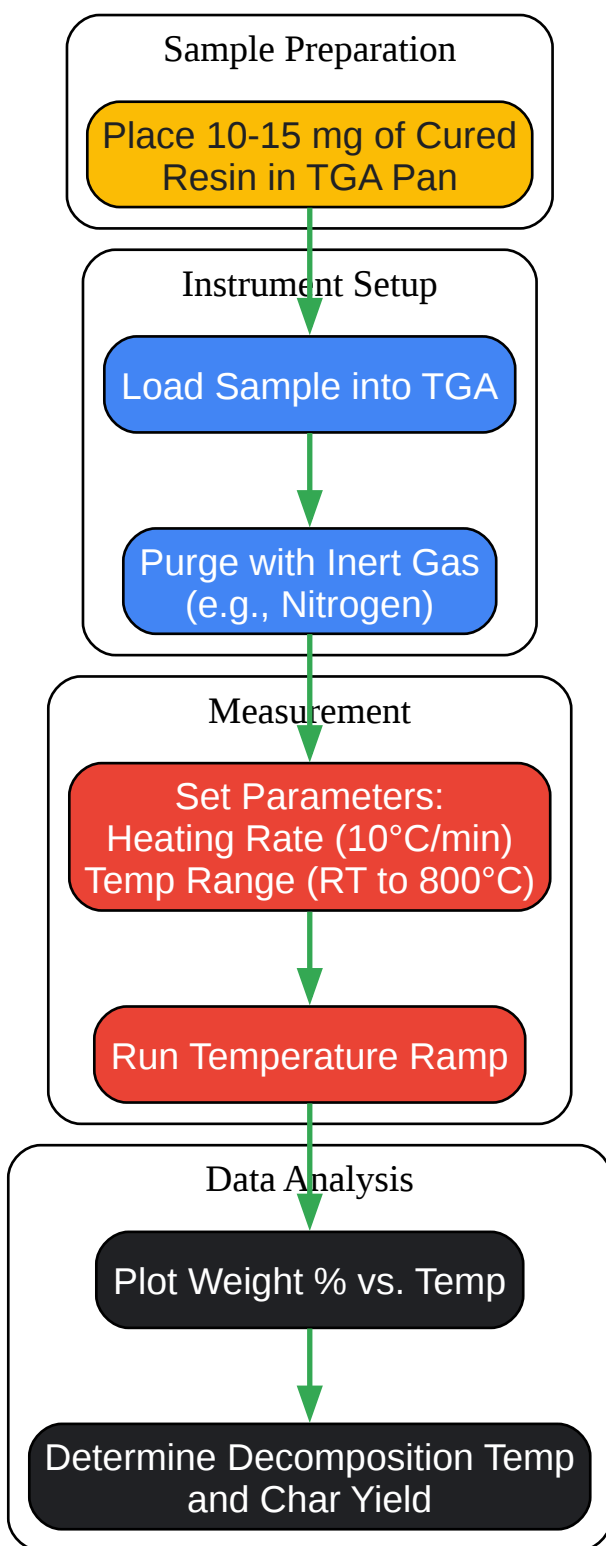 Sample Preparation
Place 10-15 mg of Cured
Resin in TGA Pan
Instrument Setup
Load Sample into TGA
Purge with Inert Gas
(e.g., Nitrogen)
Measurement
Set Parameters:
Heating Rate (10°C/min)
Temp Range (RT to 800°C)
Run Temperature Ramp
Data Analysis
Plot Weight % vs. Temp
Determine Decomposition Temp
and Char Yield